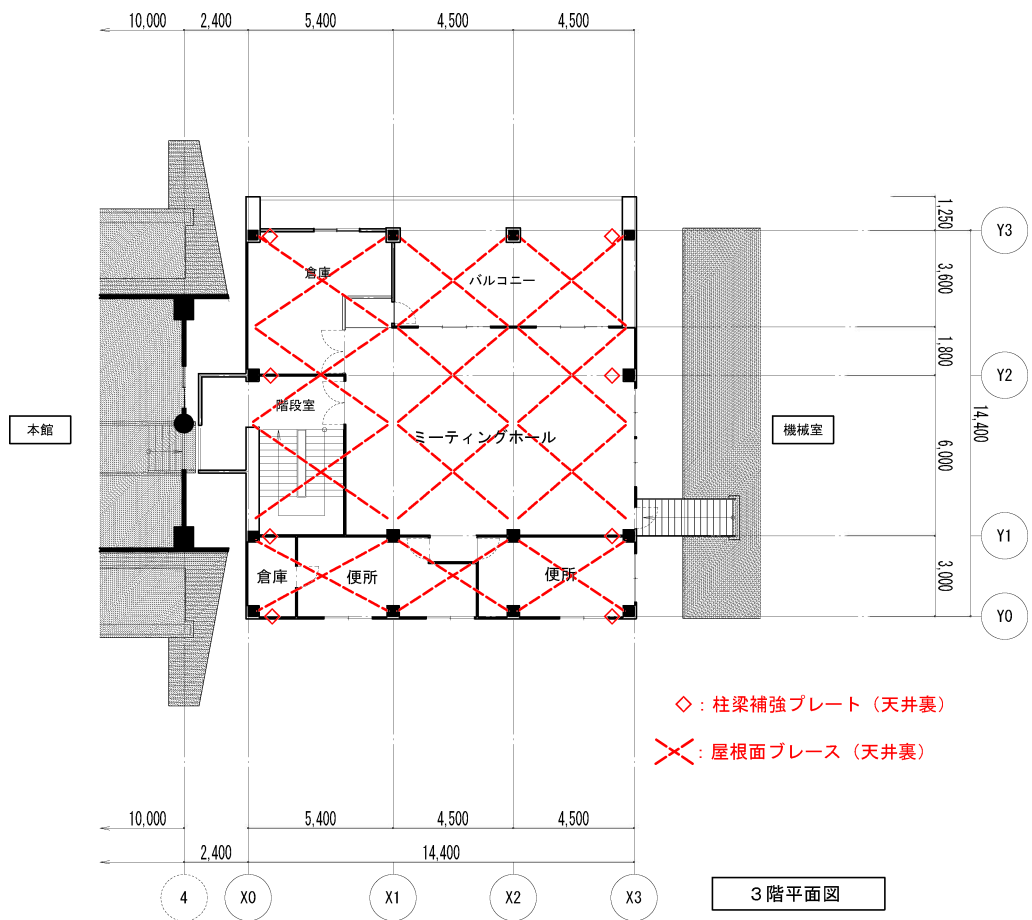 10,000 2,400 5,400 4,500 4,500
1,250
Y3
倉庫
バルコニー
3,600
1,800
Y2
階段室
14,400
本館
ミーティングホール
機械室
6,000
Y1
倉庫
便所
便所
3,000
Y0
:柱梁補強プレート(天井裏)
:屋根面ブレース(天井裏)
10,000 5,400 4,500 4,500
2,400 14,400
4 X0 X1 X2 X3
3階平面図